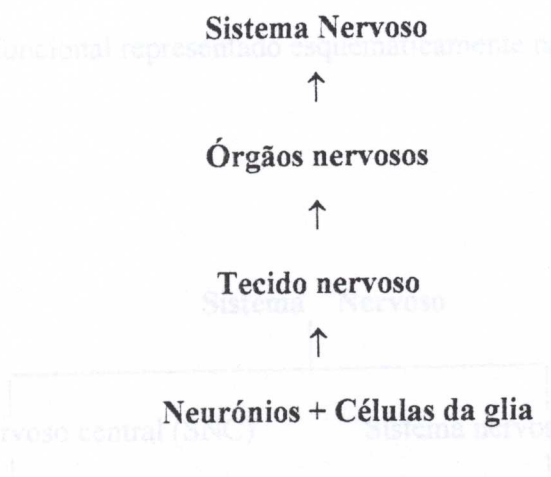 Sistema Nervoso
↑
Órgãos nervosos
↑
Tecido nervoso
↑
Neurónios + Células da glia